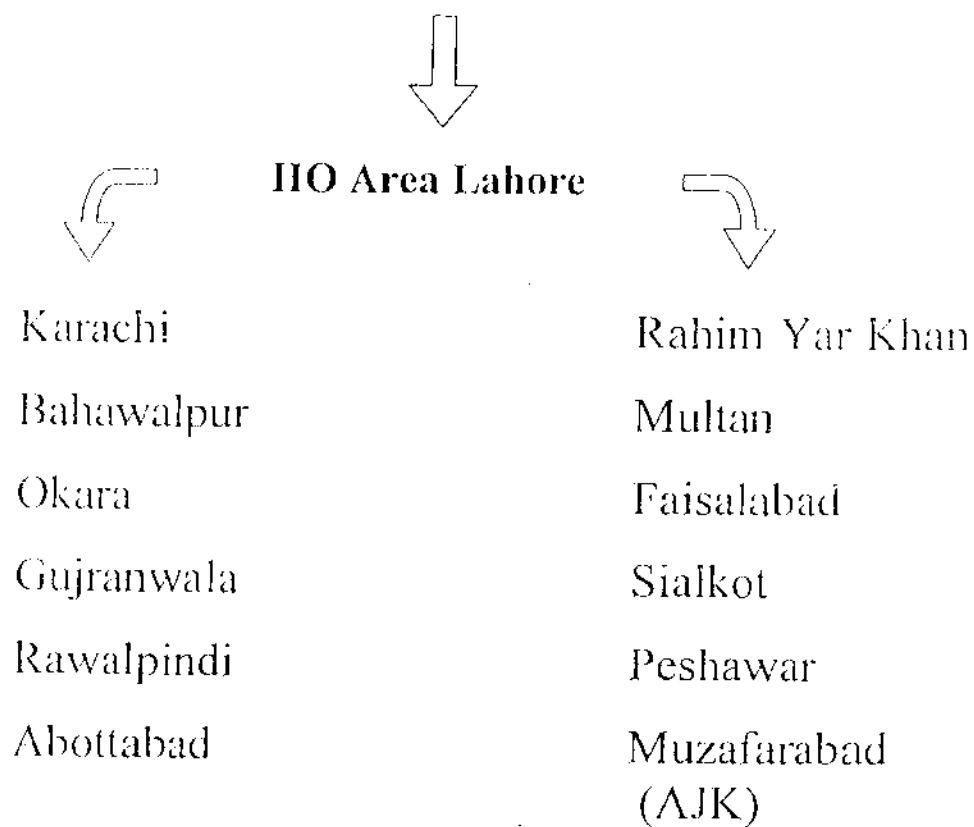 HO Area Lahore
Karachi
Bahawalpur
Okara
Gujranwala
Rawalpindi
Abottabad
Rahim Yar Khan
Multan
Faisalabad
Sialkot
Peshawar
Muzafarabad
(AJK)